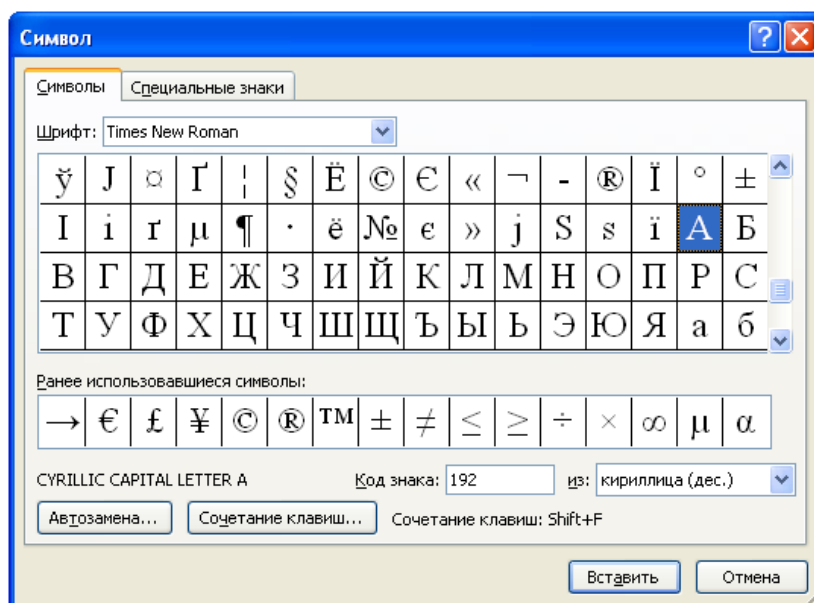 Символ
Символы Специальные знаки
Шрифт: Times New Roman
ў Ј ¤ Ґ ¦ § Ё © Є « ¬ - ® Ї ° ±
І і ґ µ ¶ · ё № є » ј Ѕ ѕ ї А Б
В Г Д Е Ж З И Й К Л М Н О П Р С
Т У Ф Х Ц Ч Ш Щ Ъ Ы Ь Э Ю Я а б
Ранее использовавшиеся символы:
→ € £ ¥ © ® ™ ± ≠ ≤ ≥ ÷ × ∞ µ α
CYRILLIC CAPITAL LETTER A Код знака: 192 из: кириллица (дес.)
Автозамена... Сочетание клавиш... Сочетание клавиш: Shift+F
Вставить Отмена